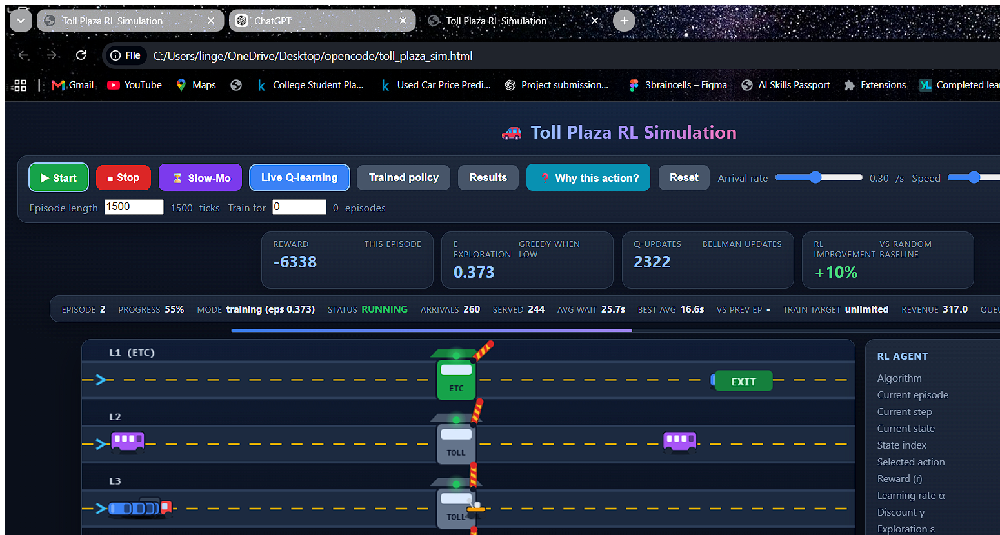 Toll Plaza RL Simulation
ChatGPT
Toll Plaza RL Simulation
File C:/Users/linge/OneDrive/Desktop/opencode/toll_plaza_sim.html
Gmail YouTube Maps College Student Pla... Used Car Price Predi... Project submission... 3braincells – Figma AI Skills Passport Extensions YL Completed lea
Toll Plaza RL Simulation
Start Stop Slow-Mo Live Q-learning Trained policy Results ? Why this action? Reset Arrival rate 0.30 /s Speed
Episode length 1500 1500 ticks Train for 0 0 episodes
REWARD THIS EPISODE
-6338
E EXPLORATION GREEDY WHEN LOW
0.373
Q-UPDATES BELLMAN UPDATES
2322
RL IMPROVEMENT VS RANDOM BASELINE
+10%
EPISODE 2 PROGRESS 55% MODE training (eps 0.373) STATUS RUNNING ARRIVALS 260 SERVED 244 AVG WAIT 25.7s BEST AVG 16.6s VS PREV EP - TRAIN TARGET unlimited REVENUE 317.0 QUEU
L1 (ETC)
ETC
EXIT
L2
TOLL
L3
TOLL
RL AGENT
Algorithm
Current episode
Current step
Current state
State index
Selected action
Reward (r)
Learning rate α
Discount γ
Exploration ε